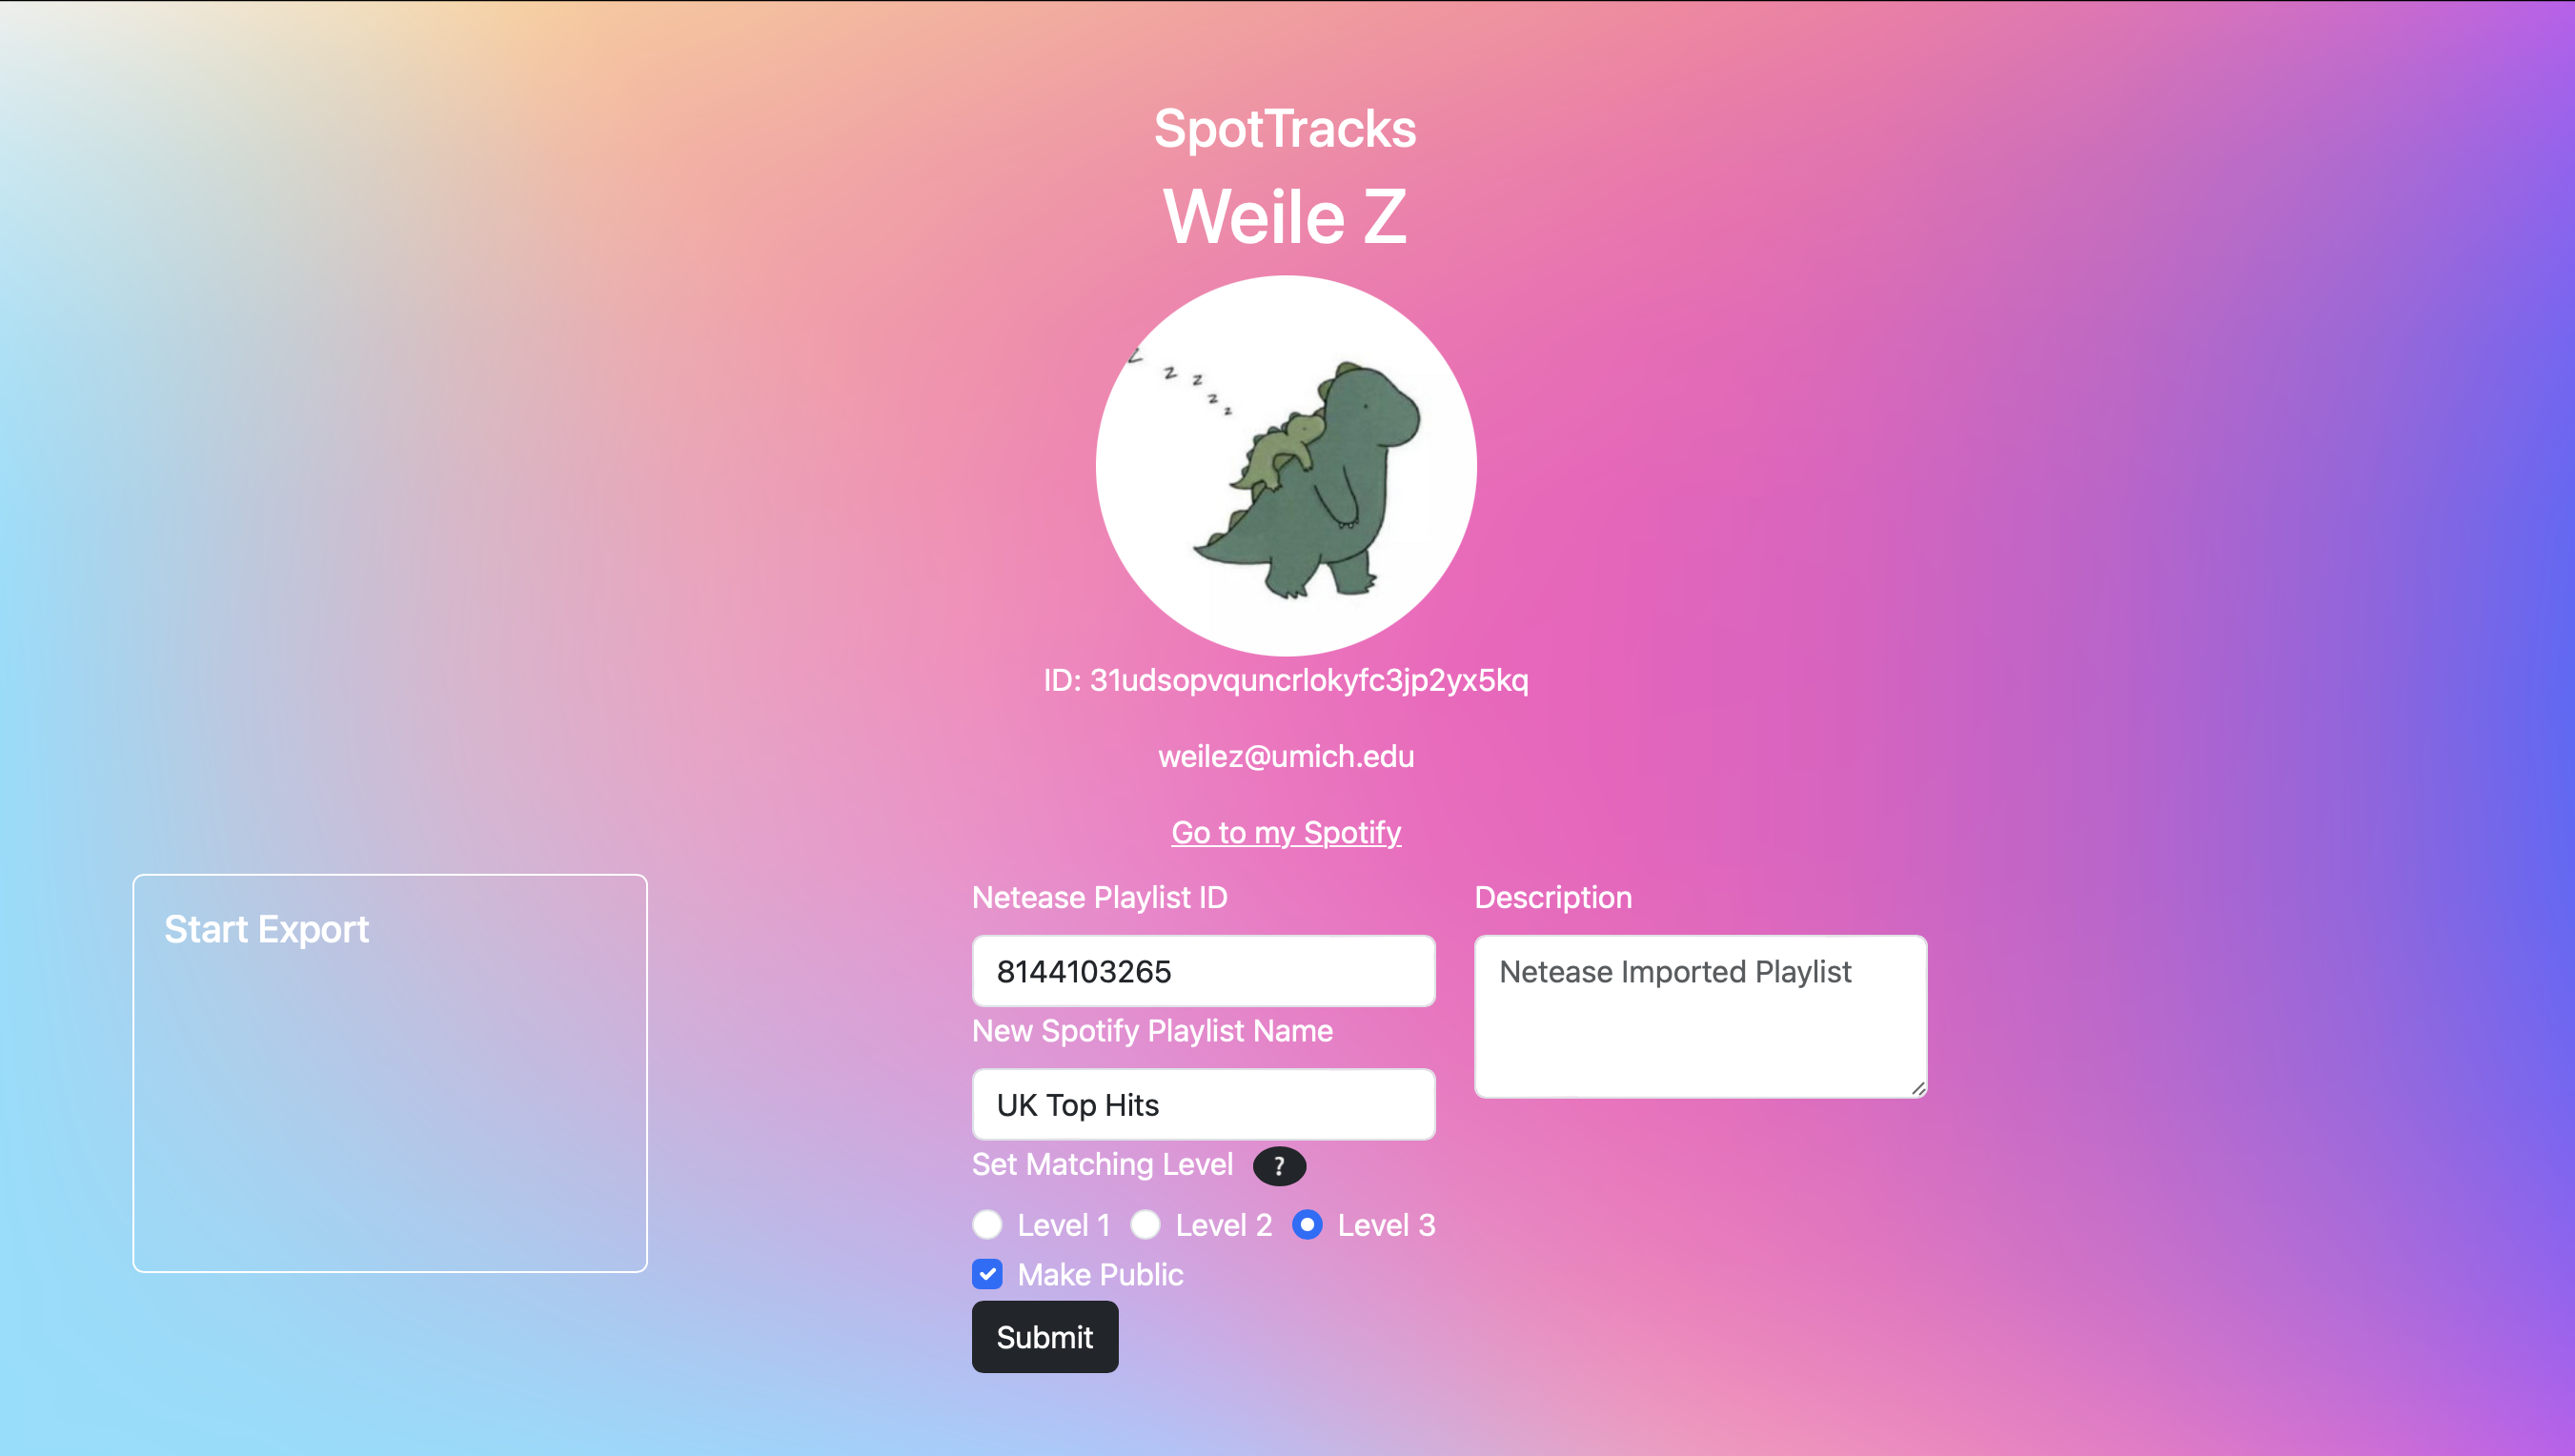 SpotTracks
Weile Z
Z
z
z
z
z
ID: 31udsopvquncrlokyfc3jp2yx5kq
weilez@umich.edu
Go to my Spotify
Start Export
Netease Playlist ID
8144103265
New Spotify Playlist Name
UK Top Hits
Set Matching Level ?
Level 1 Level 2 Level 3
Make Public
Submit
Description
Netease Imported Playlist